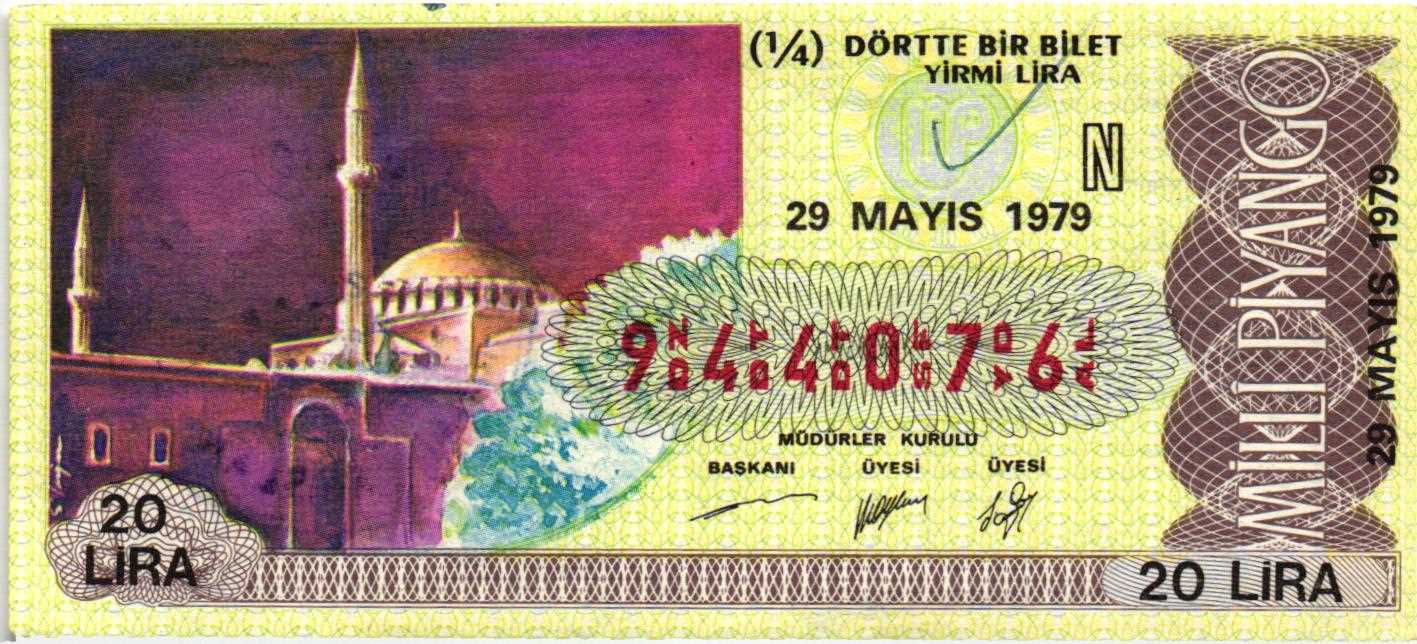 (1/4) DÖRTTE BİR BİLET
YİRMİ LİRA
N
29 MAYIS 1979
9 4 4 0 7 6
MÜDÜRLER KURULU
BAŞKANI ÜYESİ ÜYESİ
20
LİRA
20 LİRA
MİLLİ PİYANGO
29 MAYIS 1979